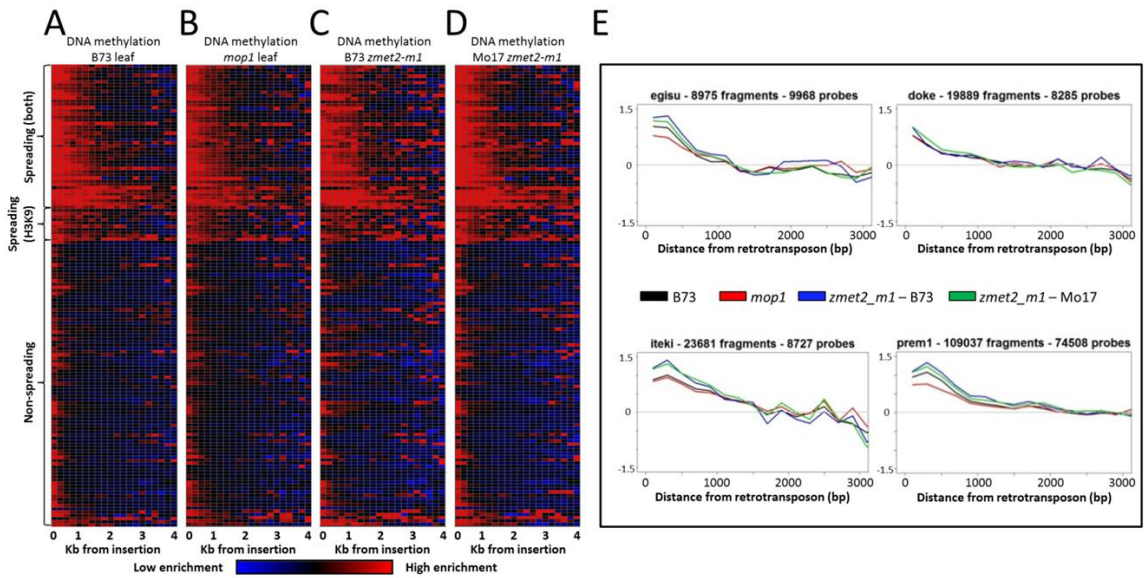 A
B
C
D
E
DNA methylation
B73 leaf
DNA methylation
mop1 leaf
DNA methylation
B73 zmet2-m1
DNA methylation
Mo17 zmet2-m1
Spreading (both)
Spreading
(H3K9)
Non-spreading
0 1 2 3 4
Kb from insertion
0 1 2 3 4
Kb from insertion
0 1 2 3 4
Kb from insertion
0 1 2 3 4
Kb from insertion
Low enrichment
High enrichment
egisu - 8975 fragments - 9968 probes
1.5
0
-1.5
0 1000 2000 3000
Distance from retrotransposon (bp)
doke - 19889 fragments - 8285 probes
1.5
0
-1.5
0 1000 2000 3000
Distance from retrotransposon (bp)
B73
mop1
zmet2_m1 – B73
zmet2_m1 – Mo17
iteki - 23681 fragments - 8727 probes
1.5
0
-1.5
0 1000 2000 3000
Distance from retrotransposon (bp)
prem1 - 109037 fragments - 74508 probes
1.5
0
-1.5
0 1000 2000 3000
Distance from retrotransposon (bp)